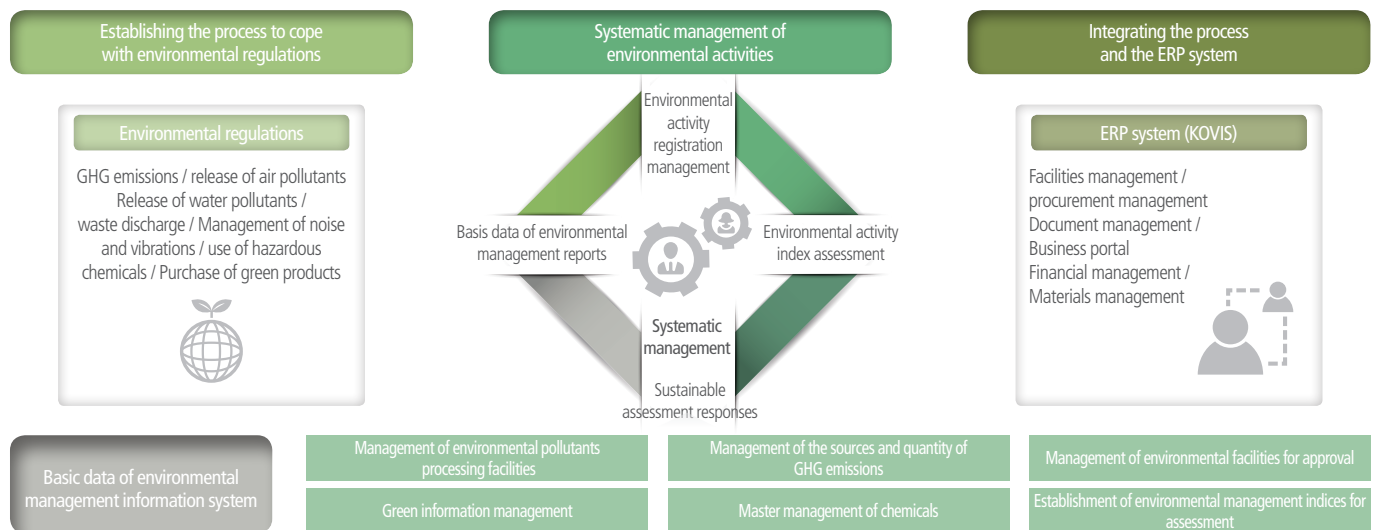 Establishing the process to cope
with environmental regulations
Systematic management of
environmental activities
Integrating the process
and the ERP system
Environmental regulations
GHG emissions / release of air pollutants
Release of water pollutants /
waste discharge / Management of noise
and vibrations / use of hazardous
chemicals / Purchase of green products
Environmental
activity
registration
management
Basis data of environmental
management reports
Environmental activity
index assessment
Systematic
management
Sustainable
assessment responses
ERP system (KOVIS)
Facilities management /
procurement management
Document management /
Business portal
Financial management /
Materials management
Basic data of environmental
management information system
Management of environmental pollutants
processing facilities
Management of the sources and quantity of
GHG emissions
Management of environmental facilities for approval
Green information management
Master management of chemicals
Establishment of environmental management indices for
assessment